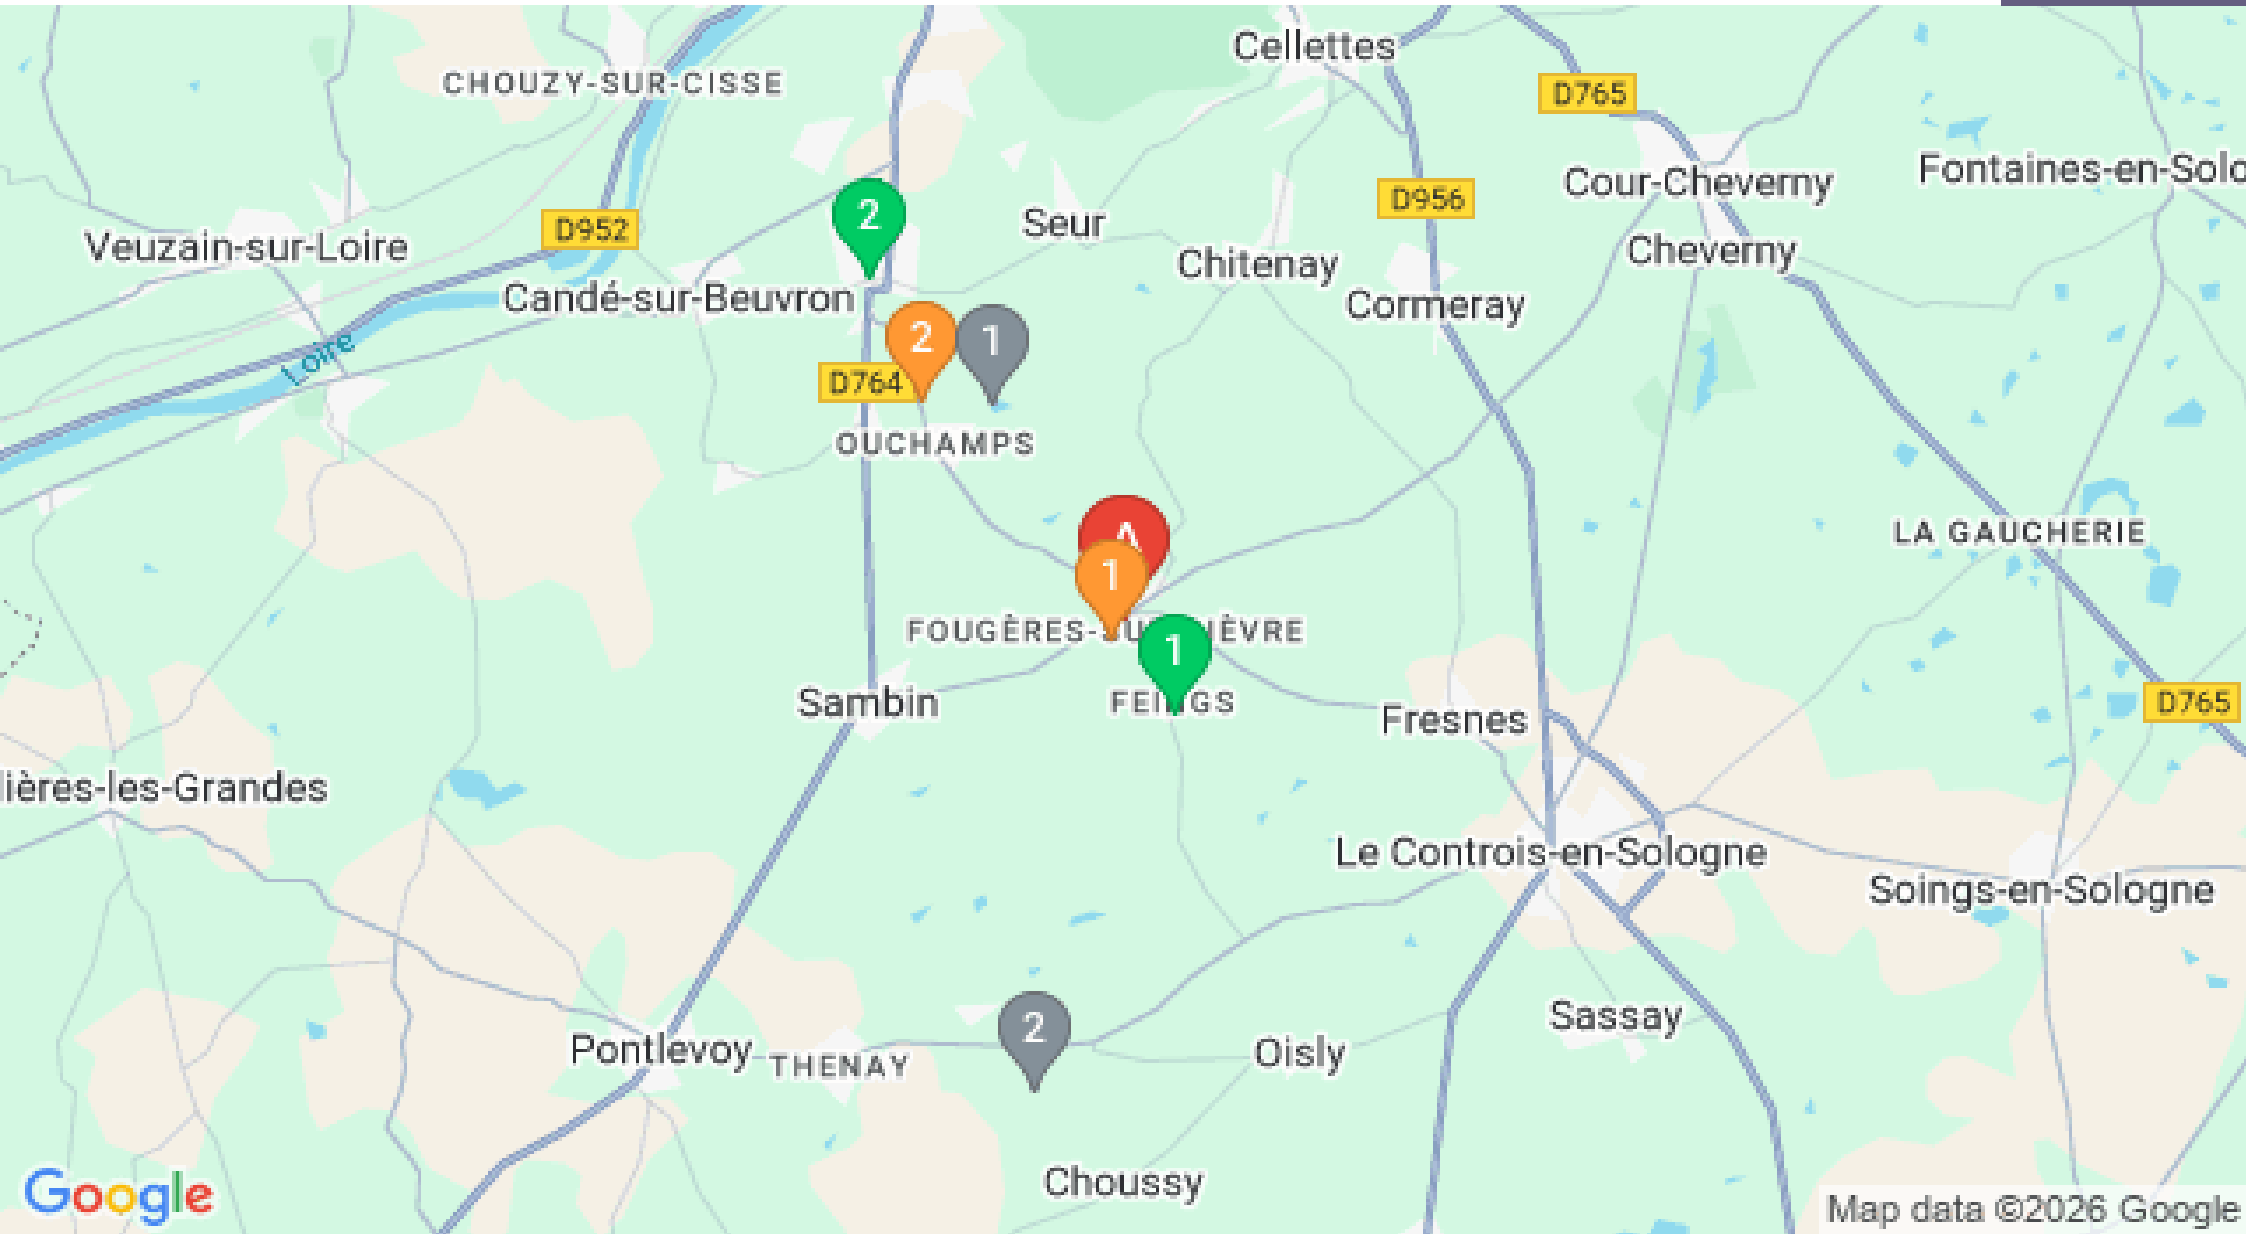 Cellettes
CHOUZY-SUR-CISSE
D765
Fontaines-en-Solo
Cour-Cheverny
D956
2
Seur
D952
Veuzain-sur-Loire
Cheverny
Chitenay
Candé-sur-Beuvron
Cormeray
2
1
Loire
D764
OUCHAMPS
LA GAUCHERIE
A
1
FOUGÈRES-SU IÈVRE
1
Sambin
FEI GS
D765
Fresnes
lières-les-Grandes
Le Controis-en-Sologne
Soings-en-Sologne
Sassay
2
Pontlevoy
Oisly
THENAY
Choussy
Google
Map data ©2026 Google